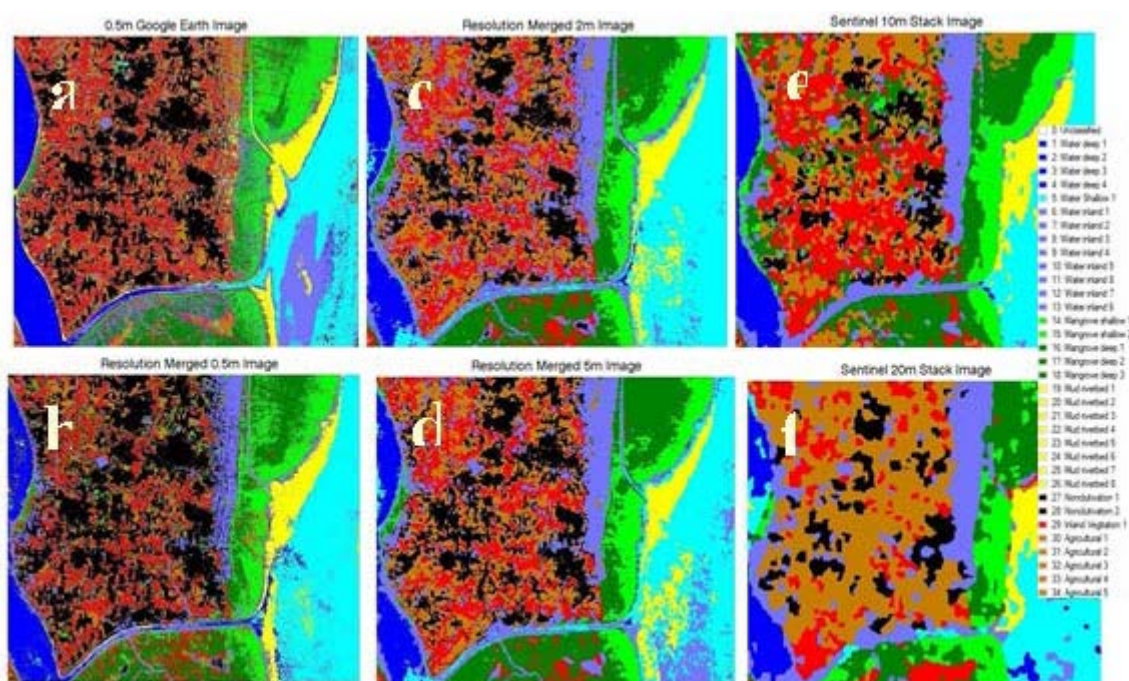 0.5m Google Earth Image
Resolution Merged 2m Image
Sentinel 10m Stack Image
a
c
e
Resolution Merged 0.5m Image
Resolution Merged 5m Image
Sentinel 20m Stack Image
b
d
f
0: Unclassified
1: Water deep 1
2: Water deep 2
3: Water deep 3
4: Water deep 4
5: Water Shallow 1
6: Water inland 1
7: Water inland 2
8: Water inland 3
9: Water inland 4
10: Water inland 5
11: Water inland 6
12: Water inland 7
13: Water inland 8
14: Mangrove shallow 1
15: Mangrove shallow 2
16: Mangrove deep 1
17: Mangrove deep 2
18: Mangrove deep 3
19: Mud riverbed 1
20: Mud riverbed 2
21: Mud riverbed 3
22: Mud riverbed 4
23: Mud riverbed 5
24: Mud riverbed 6
25: Mud riverbed 7
26: Mud riverbed 8
27: Noncultivation 1
28: Noncultivation 2
29: Inland Vegitation 1
30: Agricultural 1
31: Agricultural 2
32: Agricultural 3
33: Agricultural 4
34: Agricultural 5